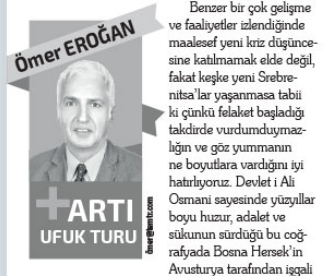 Ömer EROĞAN
+ARTI
UFUK TURU
omer@kemtr.com
Benzer bir çok gelişme
ve faaliyetler izlendiğinde
maalesef yeni kriz düşünce-
sine katılmamak elde değil,
fakat keşke yeni Srebre-
nitsa'lar yaşanmasa tabii
ki çünkü felaket başladığı
takdirde vurdumduymaz-
lığın ve göz yummanın
ne boyutlara vardığını iyi
hatırlıyoruz. Devlet i Ali
Osmani sayesinde yüzyıllar
boyu huzur, adalet ve
sükunun sürdüğü bu coğ-
rafyada Bosna Hersek'in
Avusturya tarafından işgali